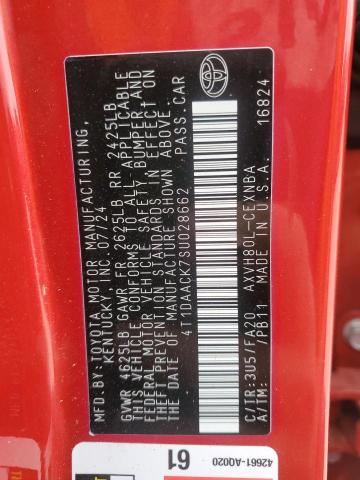 MFD.BY:TOYOTA MOTOR MANUFACTURING,
KENTUCKY,INC. 07/24
GVWR 4625LB GAWR FR 2625LB RR 2425LB
THIS VEHICLE CONFORMS TO ALL APPLICABLE
FEDERAL MOTOR VEHICLE SAFETY, BUMPER AND
THEFT PREVENTION STANDARDS IN EFFECT ON
THE DATE OF MANUFACTURE SHOWN ABOVE.
4T1DAACK7SU028662 PASS.CAR
C/TR:3U5/FA20 AXVH80L-CEXNBA
A/TM: /PB11 MADE IN U.S.A. 16824
TOYOTA
42661-AQ020
61